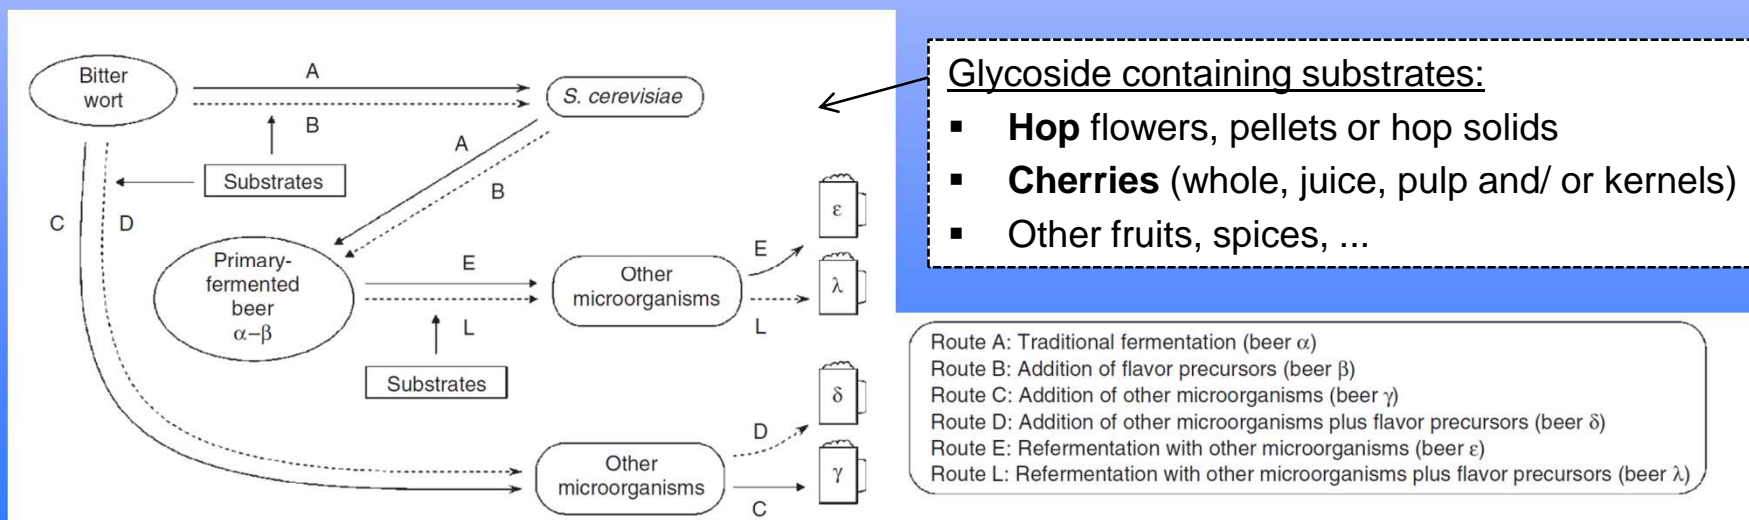 Bitter
wort
A
B
S. cerevisiae
Substrates
A
B
C
D
Primary-
fermented
beer
α–β
E
L
Substrates
Other
microorganisms
E
L
ε
λ
Other
microorganisms
D
C
δ
γ
Glycoside containing substrates:
▪ Hop flowers, pellets or hop solids
▪ Cherries (whole, juice, pulp and/ or kernels)
▪ Other fruits, spices, ...
Route A: Traditional fermentation (beer α)
Route B: Addition of flavor precursors (beer β)
Route C: Addition of other microorganisms (beer γ)
Route D: Addition of other microorganisms plus flavor precursors (beer δ)
Route E: Refermentation with other microorganisms (beer ε)
Route L: Refermentation with other microorganisms plus flavor precursors (beer λ)